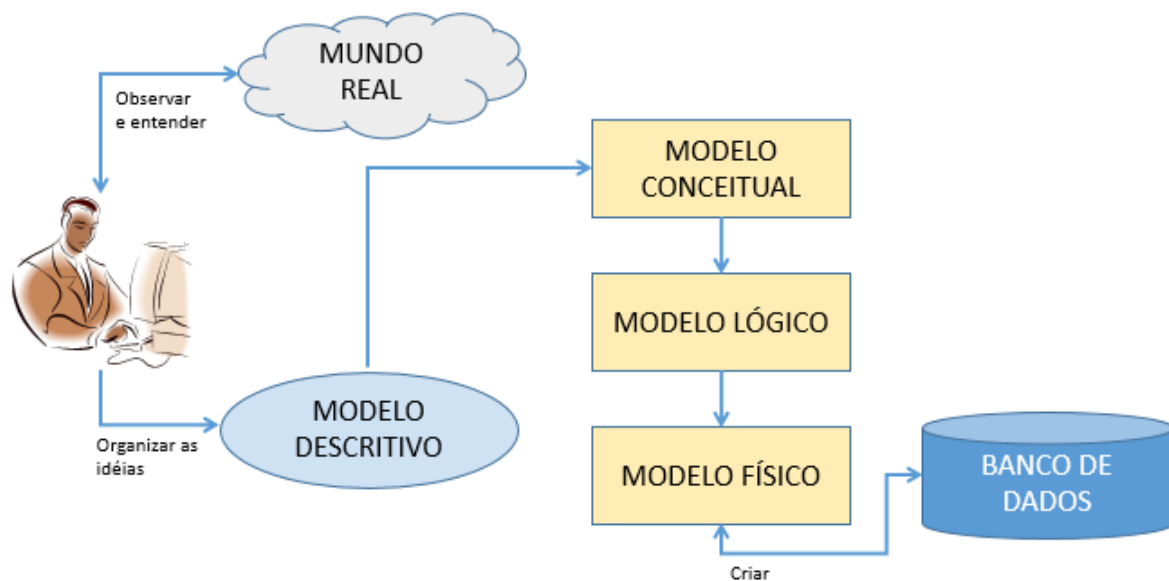 MUNDO
REAL
Observar
e entender
MODELO
CONCEITUAL
MODELO LÓGICO
MODELO
DESCRITIVO
Organizar as
idéias
MODELO FÍSICO
BANCO DE
DADOS
Criar